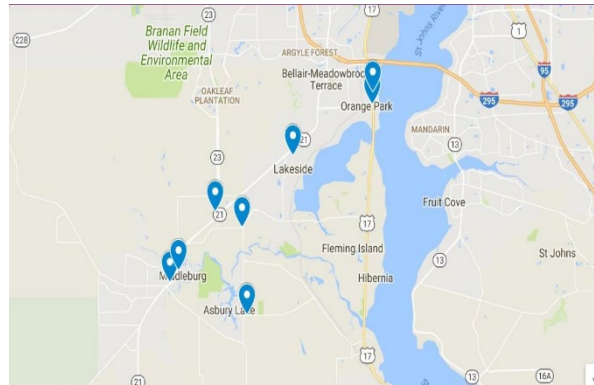 23
17
228
Branan Field
Wildlife and
Environmental
Area
ARGYLE FOREST
St Johns River
1
Bellair-Meadowbrook
Terrace
95
OAKLEAF
PLANTATION
Orange Park
295
295
MANDARIN
21
13
23
Lakeside
Fruit Cove
21
17
Fleming Island
St Johns
13
Hibernia
Middleburg
Asbury Lake
17
21
13
16A